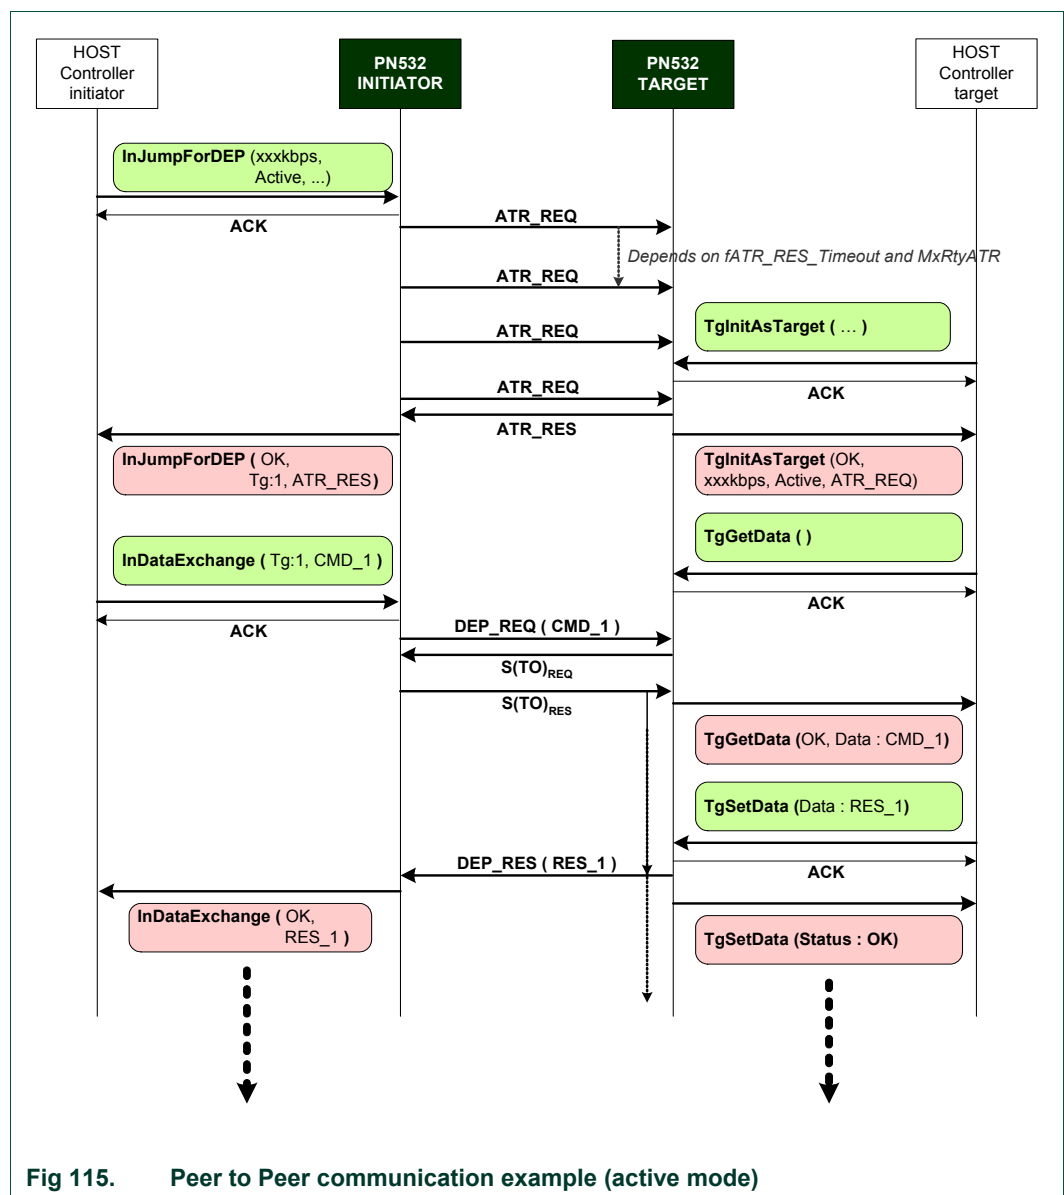 HOST
Controller
initiator
PN532
INITIATOR
PN532
TARGET
HOST
Controller
target
InJumpForDEP (xxxkbps,
Active, ...)
ACK
ATR_REQ
Depends on fATR_RES_Timeout and MxRtyATR
ATR_REQ
ATR_REQ
TgInitAsTarget ( … )
ATR_REQ
ACK
ATR_RES
InJumpForDEP ( OK,
Tg:1, ATR_RES)
TgInitAsTarget (OK,
xxxkbps, Active, ATR_REQ)
TgGetData ( )
InDataExchange ( Tg:1, CMD_1 )
ACK
ACK
DEP_REQ ( CMD_1 )
S(TO)REQ
S(TO)RES
TgGetData (OK, Data : CMD_1)
TgSetData (Data : RES_1)
DEP_RES ( RES_1 )
ACK
InDataExchange ( OK,
RES_1 )
TgSetData (Status : OK)
Fig 115. Peer to Peer communication example (active mode)